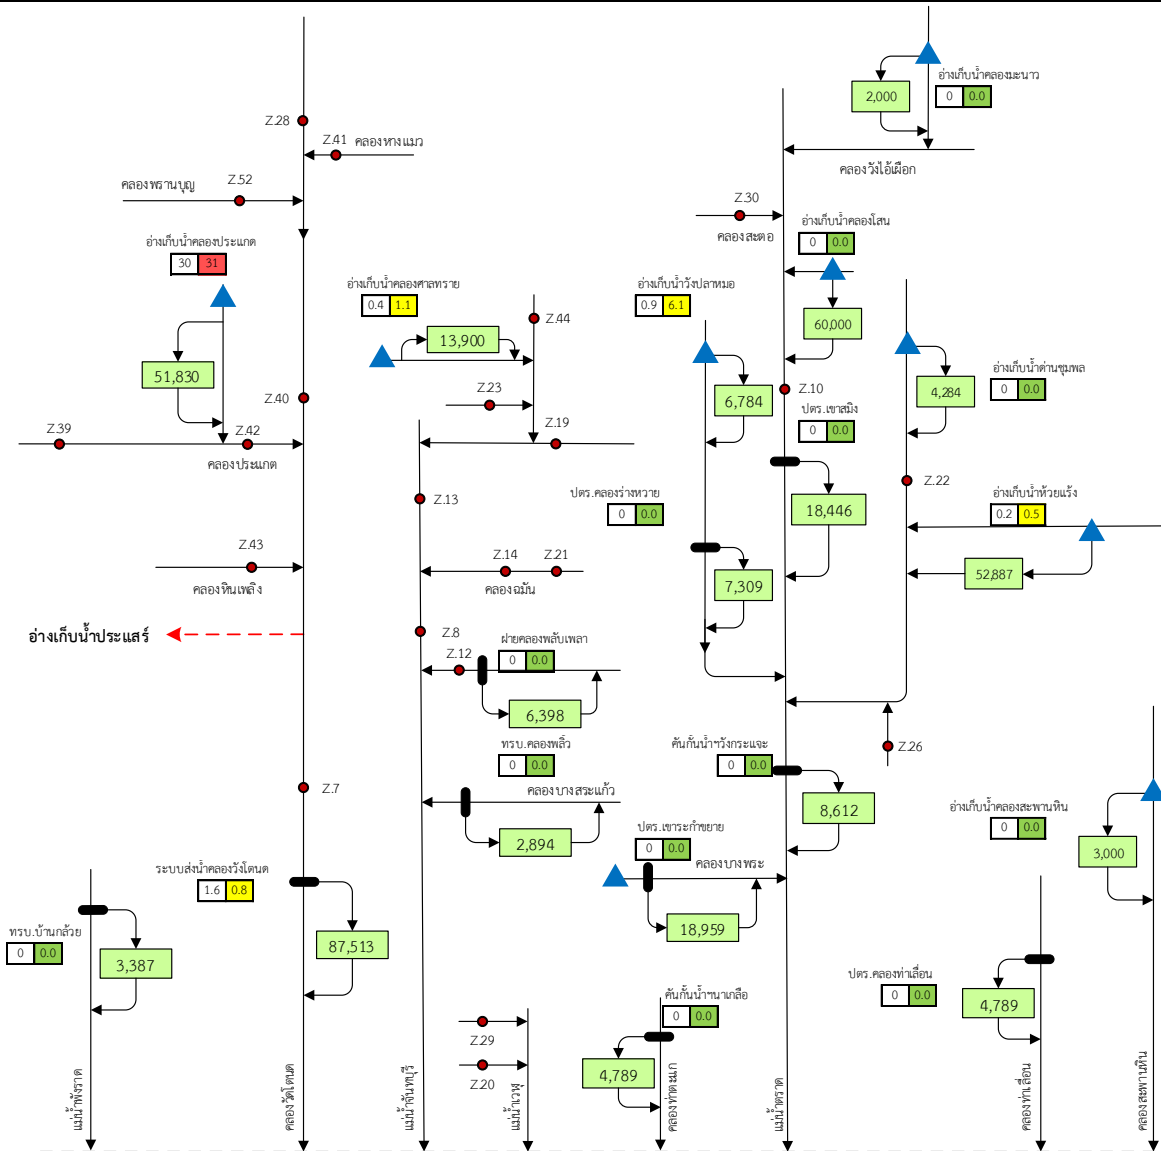 อ่างเก็บน้ำคลองมะนาว
2,000
0 0.0
Z.28
Z.41 คลองหางแมว
คลองวังไอ้เผือก
Z.52
คลองพรานบุญ
Z.30
คลองสะตอ
อ่างเก็บน้ำคลองโสน
0 0.0
อ่างเก็บน้ำคลองประแกด
30 31
อ่างเก็บน้ำคลองศาลทราย
0.4 1.1
อ่างเก็บน้ำวังปลาหมอ
0.9 6.1
Z.44
60,000
13,900
51,830
อ่างเก็บน้ำด่านชุมพล
0 0.0
4,284
Z.23
Z.40
6,784
Z.10
ปตร.เขาสมิง
0 0.0
Z.39
Z.42
Z.19
คลองประแกต
Z.22
Z.13
ปตร.คลองร่างหวาย
0 0.0
18,446
อ่างเก็บน้ำห้วยแร้ง
0.2 0.5
Z.43
Z.14
Z.21
คลองหินเพลิง
คลองฉมัน
7,309
52,887
อ่างเก็บน้ำประแสร์
Z.8
Z.12
ฝายคลองพลับเพลา
0 0.0
6,398
ทรบ.คลองพลิ้ว
0 0.0
คันกั้นน้ำฯวังกระแจะ
0 0.0
Z.26
Z.7
คลองบางสระแก้ว
8,612
อ่างเก็บน้ำคลองสะพานหิน
0 0.0
2,894
ปตร.เขาระกำขยาย
0 0.0
คลองบางพระ
3,000
ระบบส่งน้ำคลองวังโตนด
1.6 0.8
ทรบ.บ้านกล้วย
0 0.0
87,513
18,959
3,387
ปตร.คลองท่าเลื่อน
0 0.0
4,789
คันกั้นน้ำฯนาเกลือ
0 0.0
Z.29
4,789
Z.20
แม่น้ำพังราด
คลองวังโตนด
แม่น้ำจันทบุรี
แม่น้ำเวฬุ
คลองท่าตะแก
แม่น้ำตราด
คลองท่าเลื่อน
คลองสะพานหิน